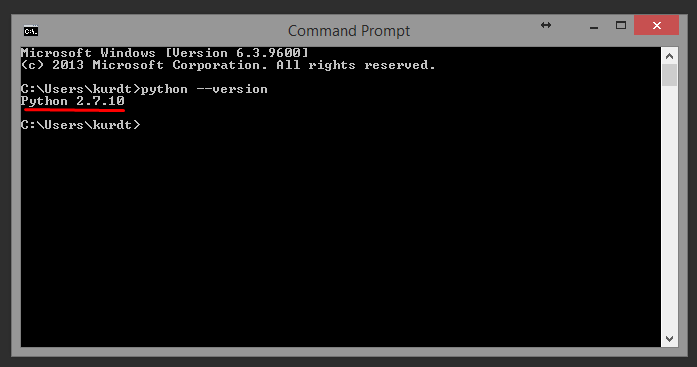 Command Prompt
Microsoft Windows [Version 6.3.9600]
(c) 2013 Microsoft Corporation. All rights reserved.
C:\Users\kurdt>python --version
Python 2.7.10
C:\Users\kurdt>